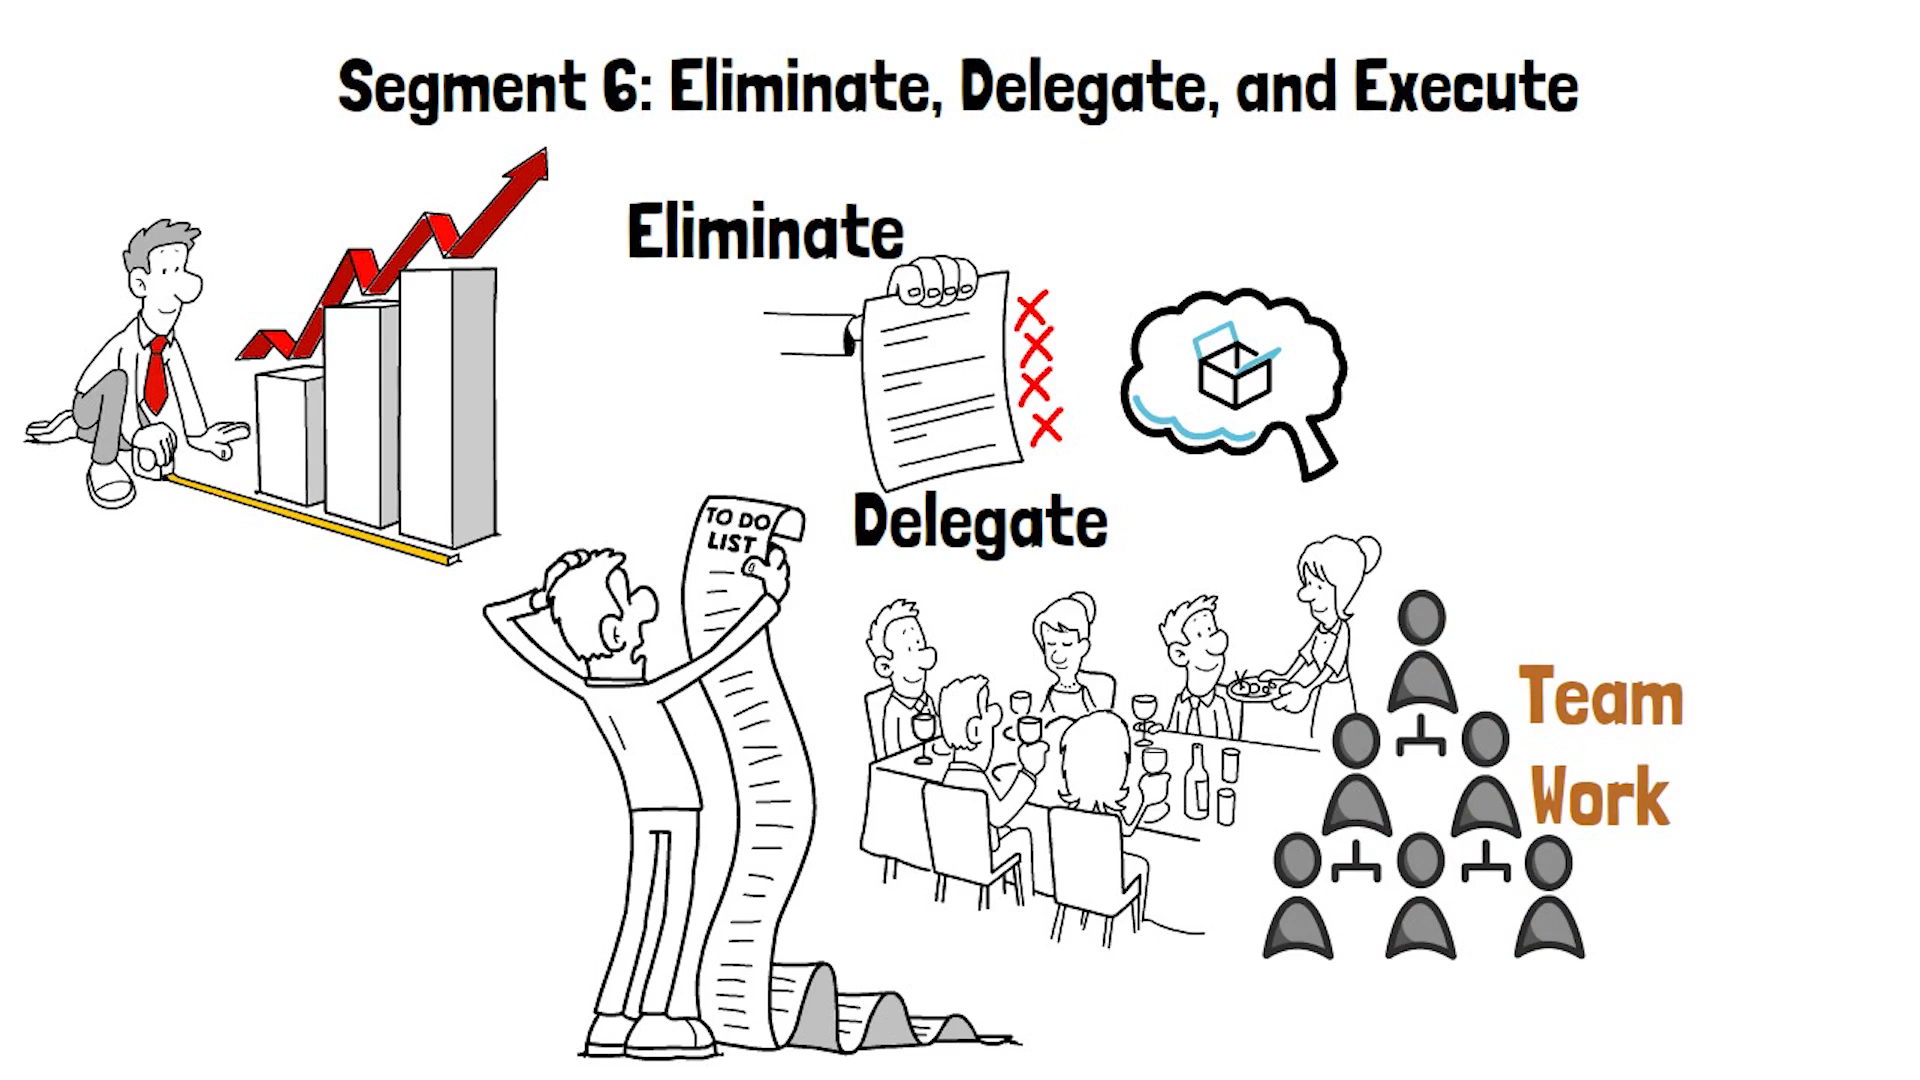 Segment 6: Eliminate, Delegate, and Execute
Eliminate
TO DO
LIST
Delegate
Team
Work